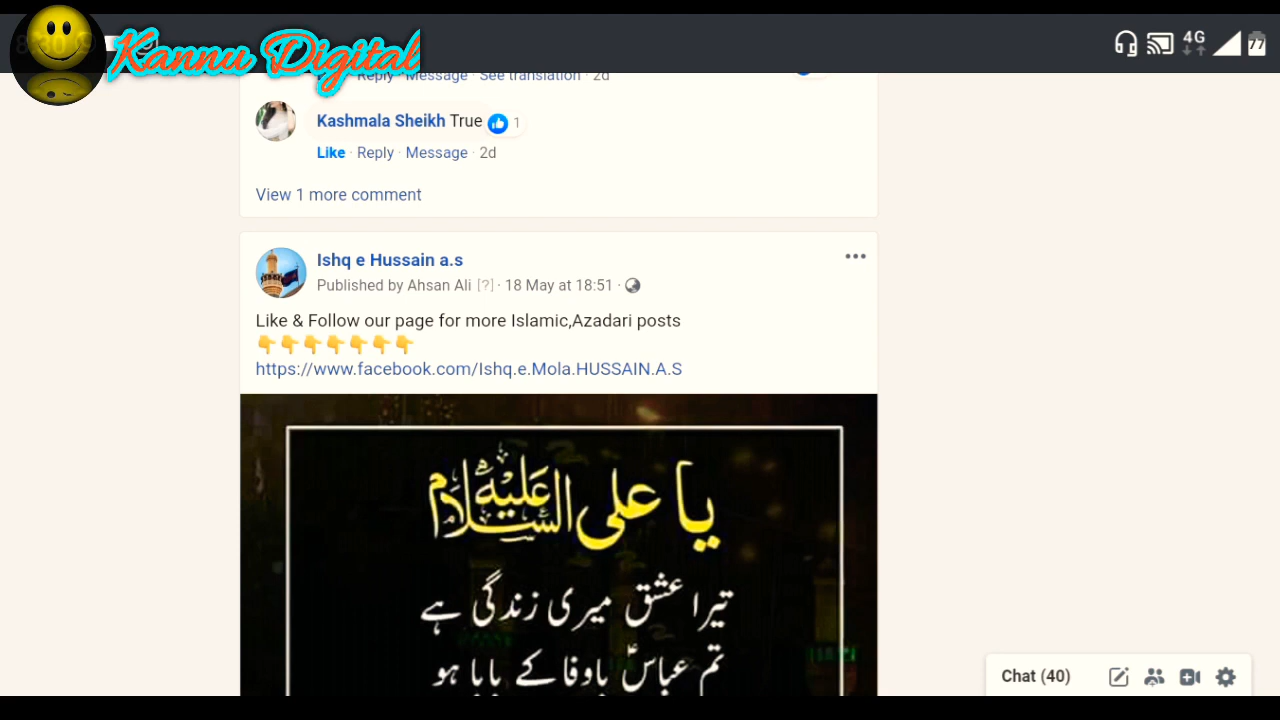 Kannu Digital
4G
77
Reply · Message · See translation · 2d
Kashmala Sheikh True 1
Like · Reply · Message · 2d
View 1 more comment
Ishq e Hussain a.s
Published by Ahsan Ali [?] · 18 May at 18:51 ·
Like & Follow our page for more Islamic,Azadari posts
👇👇👇👇👇👇👇
https://www.facebook.com/Ishq.e.Mola.HUSSAIN.A.S
یا علی علیہ السلام
تیرا عشق میری زندگی ہے
تم عباسؑ باوفا کے بابا ہو
Chat (40)